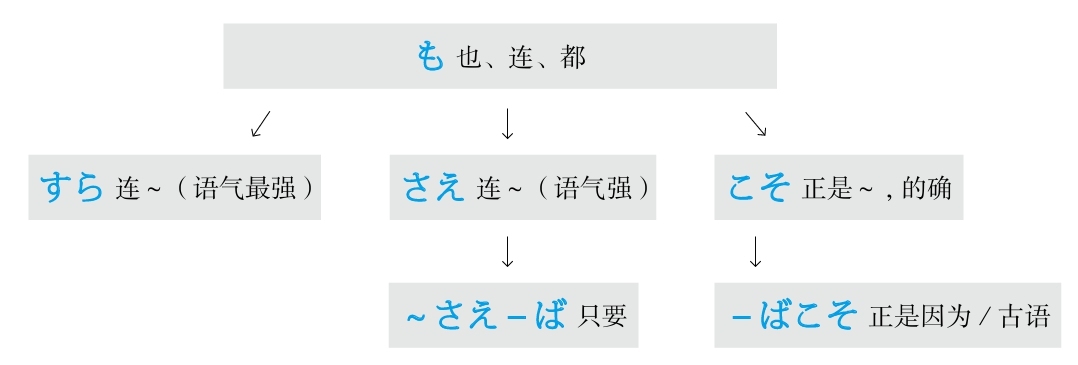 も 也、连、都
すら 连~（语气最强）
さえ 连~（语气强）
こそ 正是~,的确
~さえ－ば 只要
－ばこそ 正是因为/古语